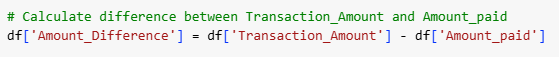 # Calculate difference between Transaction_Amount and Amount_paid
df['Amount_Difference'] = df['Transaction_Amount'] - df['Amount_paid']